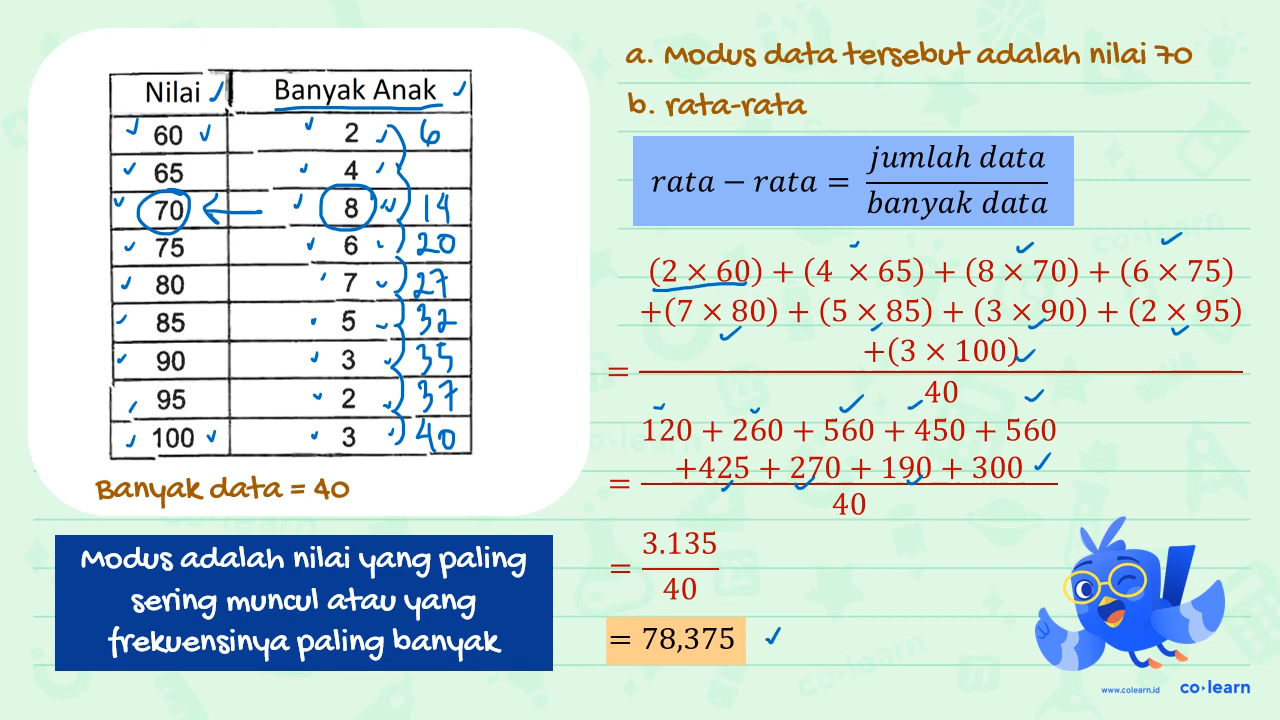 Nilai Banyak Anak
60 2 6
65 4
70 8 14
75 6 20
80 7 27
85 5 32
90 3 35
95 2 37
100 3 40
Banyak data = 40
Modus adalah nilai yang paling
sering muncul atau yang
frekuensinya paling banyak
a. Modus data tersebut adalah nilai 70
b. rata-rata
rata − rata = jumlah data
banyak data
(2 × 60) + (4 × 65) + (8 × 70) + (6 × 75)
+(7 × 80) + (5 × 85) + (3 × 90) + (2 × 95)
+(3 × 100)
=
40
120 + 260 + 560 + 450 + 560
+425 + 270 + 190 + 300
=
40
= 3.135
40
= 78,375
www.colearn.id co·learn